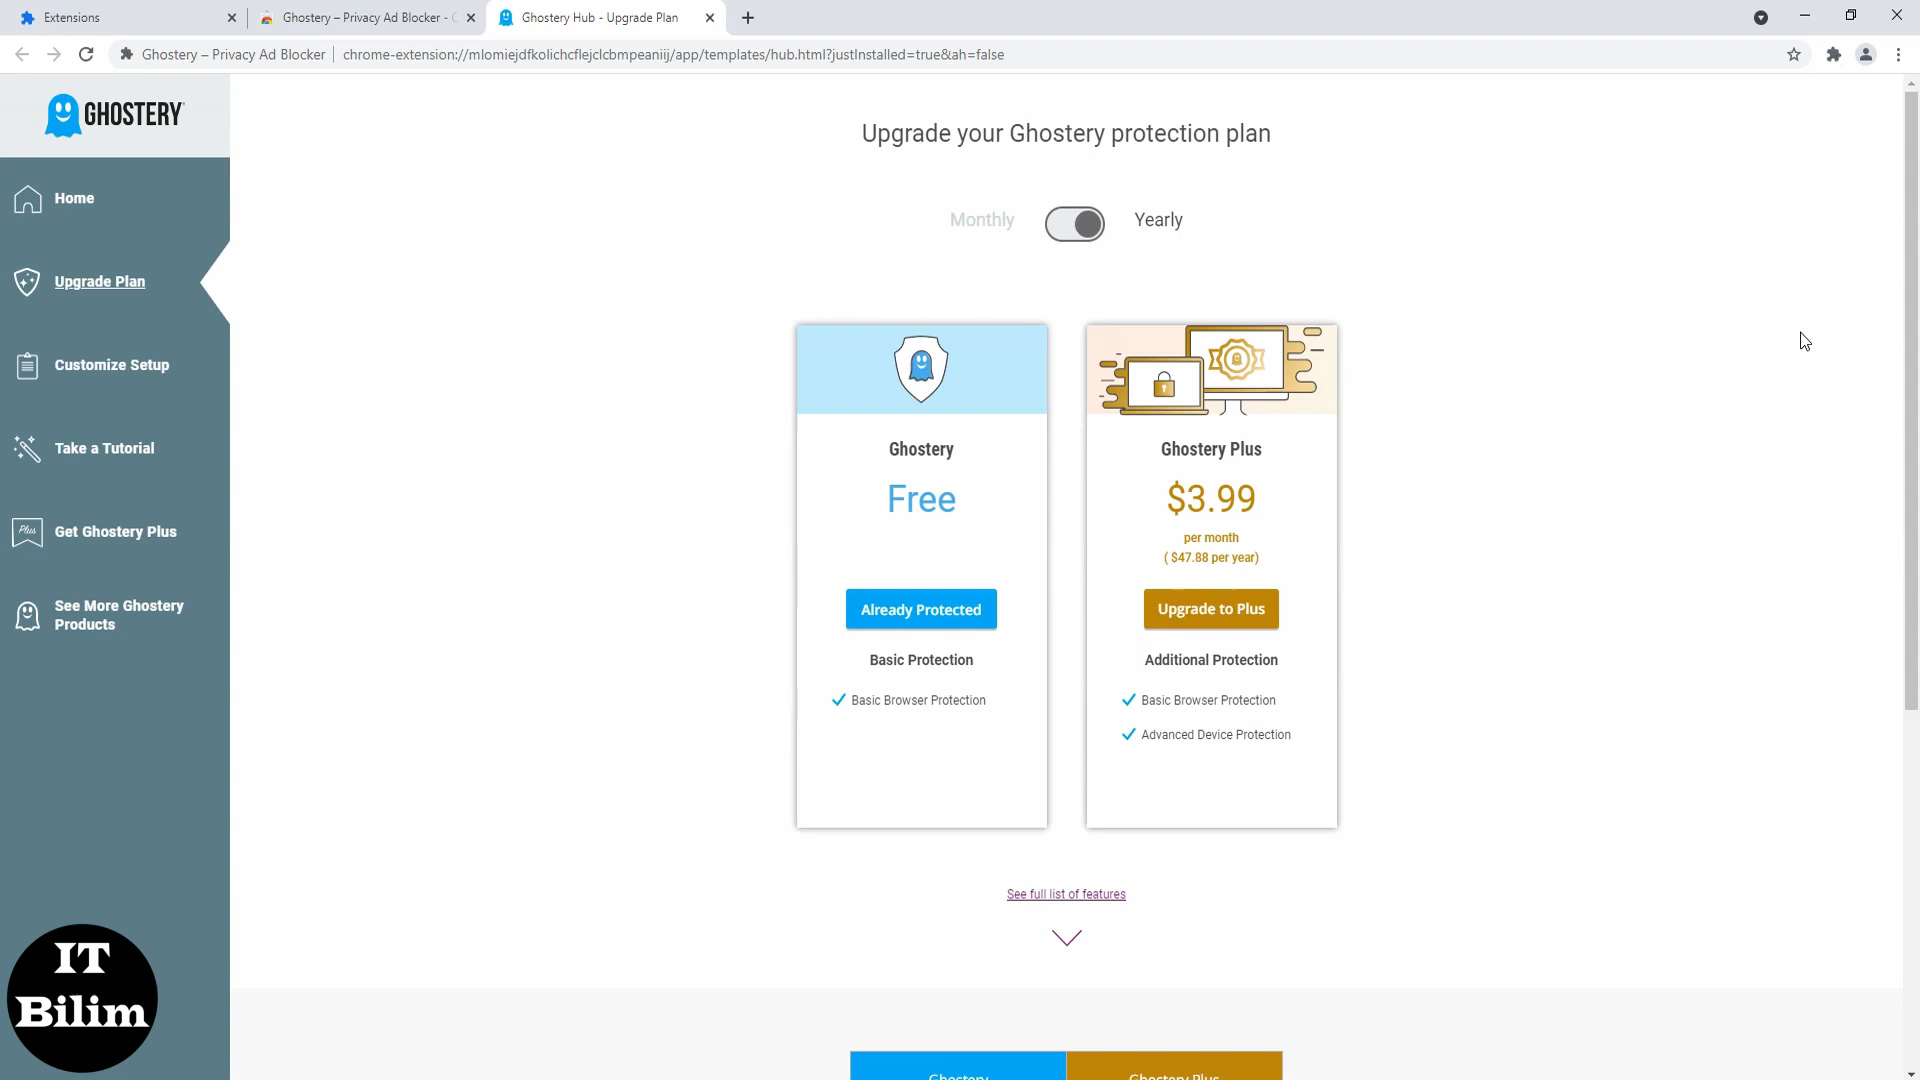 Extensions
Ghostery – Privacy Ad Blocker -
Ghostery Hub - Upgrade Plan
Ghostery – Privacy Ad Blocker
chrome-extension://mlomiejdfkolichcflejclcbmpeaniij/app/templates/hub.html?justInstalled=true&ah=false
GHOSTERY
Home
Upgrade Plan
Customize Setup
Take a Tutorial
Plus
Get Ghostery Plus
See More Ghostery
Products
IT
Bilim
Upgrade your Ghostery protection plan
Monthly
Yearly
Ghostery
Free
Already Protected
Basic Protection
Basic Browser Protection
Ghostery Plus
$3.99
per month
( $47.88 per year)
Upgrade to Plus
Additional Protection
Basic Browser Protection
Advanced Device Protection
See full list of features
Ghostery
Ghostery Plus